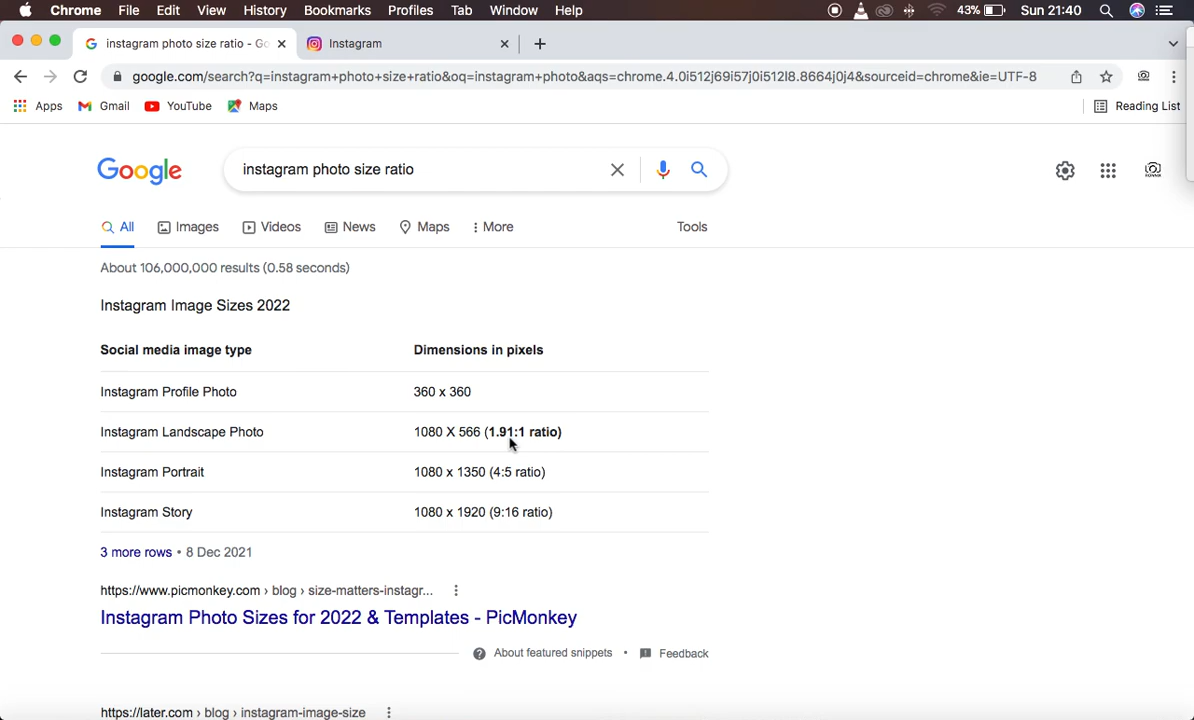 Chrome File Edit View History Bookmarks Profiles Tab Window Help 43% Sun 21:40
instagram photo size ratio - Go Instagram
google.com/search?q=instagram+photo+size+ratio&oq=instagram+photo&aqs=chrome.4.0i512j69i57j0i512l8.8664j0j4&sourceid=chrome&ie=UTF-8
Apps Gmail YouTube Maps Reading List
Google instagram photo size ratio
All Images Videos News Maps More Tools
About 106,000,000 results (0.58 seconds)
Instagram Image Sizes 2022
Social media image type Dimensions in pixels
Instagram Profile Photo 360 x 360
Instagram Landscape Photo 1080 X 566 (1.91:1 ratio)
Instagram Portrait 1080 x 1350 (4:5 ratio)
Instagram Story 1080 x 1920 (9:16 ratio)
3 more rows • 8 Dec 2021
https://www.picmonkey.com › blog › size-matters-instagr...
Instagram Photo Sizes for 2022 & Templates - PicMonkey
About featured snippets • Feedback
https://later.com › blog › instagram-image-size